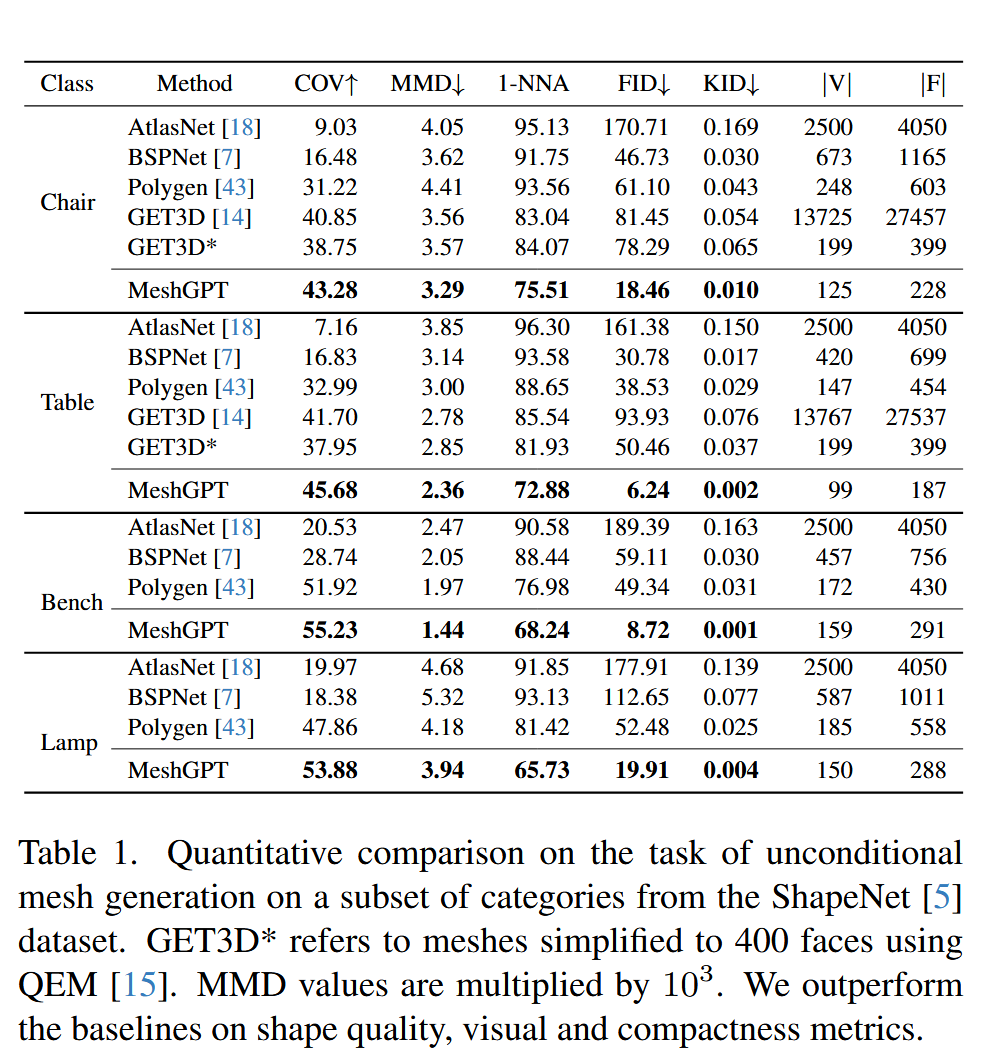 Class Method COV↑ MMD↓ 1-NNA FID↓ KID↓ |V| |F|
AtlasNet [18] 9.03 4.05 95.13 170.71 0.169 2500 4050
BSPNet [7] 16.48 3.62 91.75 46.73 0.030 673 1165
Polygen [43] 31.22 4.41 93.56 61.10 0.043 248 603
Chair
GET3D [14] 40.85 3.56 83.04 81.45 0.054 13725 27457
GET3D* 38.75 3.57 84.07 78.29 0.065 199 399
MeshGPT 43.28 3.29 75.51 18.46 0.010 125 228
AtlasNet [18] 7.16 3.85 96.30 161.38 0.150 2500 4050
BSPNet [7] 16.83 3.14 93.58 30.78 0.017 420 699
Polygen [43] 32.99 3.00 88.65 38.53 0.029 147 454
Table
GET3D [14] 41.70 2.78 85.54 93.93 0.076 13767 27537
GET3D* 37.95 2.85 81.93 50.46 0.037 199 399
MeshGPT 45.68 2.36 72.88 6.24 0.002 99 187
AtlasNet [18] 20.53 2.47 90.58 189.39 0.163 2500 4050
BSPNet [7] 28.74 2.05 88.44 59.11 0.030 457 756
Polygen [43] 51.92 1.97 76.98 49.34 0.031 172 430
Bench
MeshGPT 55.23 1.44 68.24 8.72 0.001 159 291
AtlasNet [18] 19.97 4.68 91.85 177.91 0.139 2500 4050
BSPNet [7] 18.38 5.32 93.13 112.65 0.077 587 1011
Polygen [43] 47.86 4.18 81.42 52.48 0.025 185 558
Lamp
MeshGPT 53.88 3.94 65.73 19.91 0.004 150 288
Table 1. Quantitative comparison on the task of unconditional
mesh generation on a subset of categories from the ShapeNet [5]
dataset. GET3D* refers to meshes simplified to 400 faces using
QEM [15]. MMD values are multiplied by 10³. We outperform
the baselines on shape quality, visual and compactness metrics.